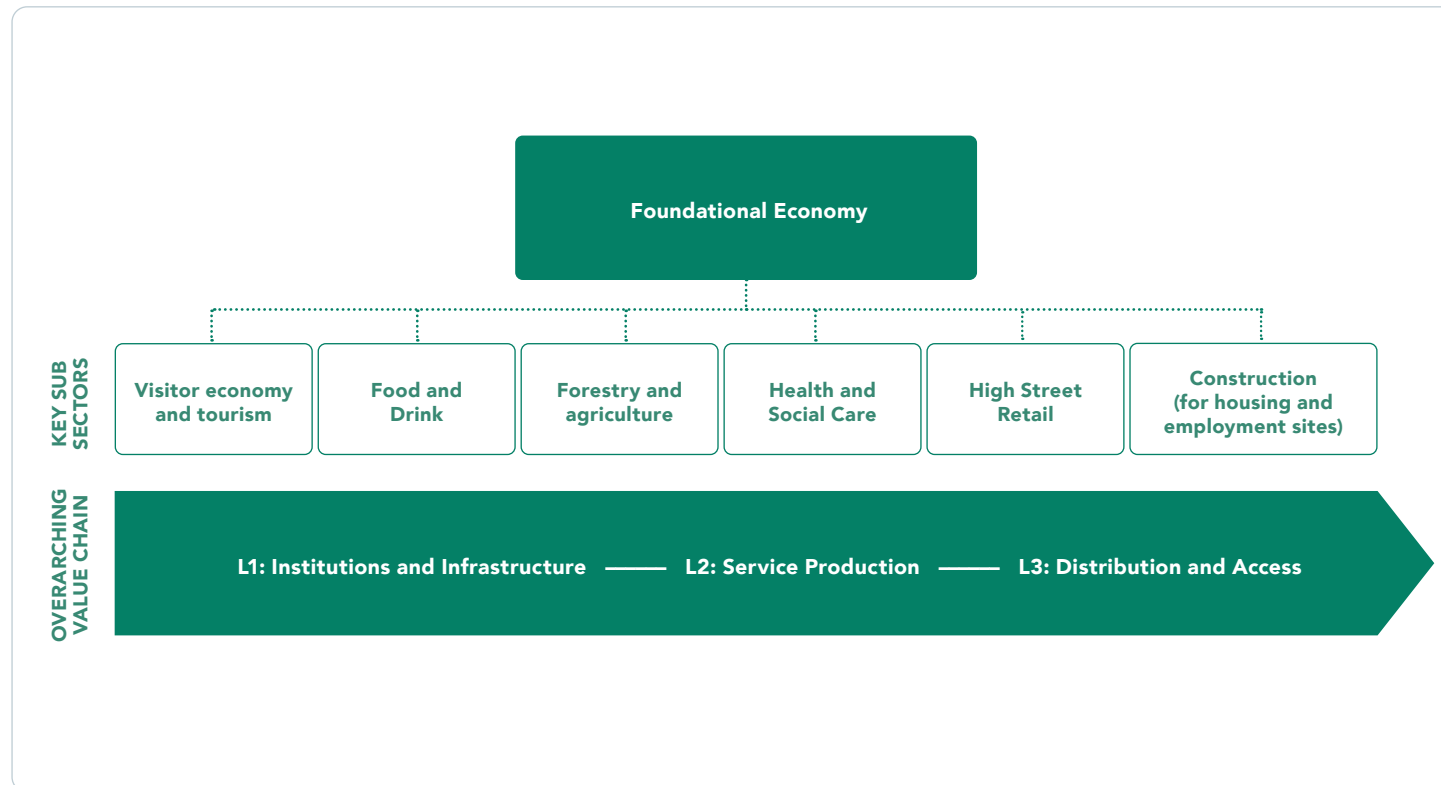 Foundational Economy
KEY SUB
SECTORS
Visitor economy
and tourism
Food and
Drink
Forestry and
agriculture
Health and
Social Care
High Street
Retail
Construction
(for housing and
employment sites)
OVERARCHING
VALUE CHAIN
L1: Institutions and Infrastructure —— L2: Service Production —— L3: Distribution and Access